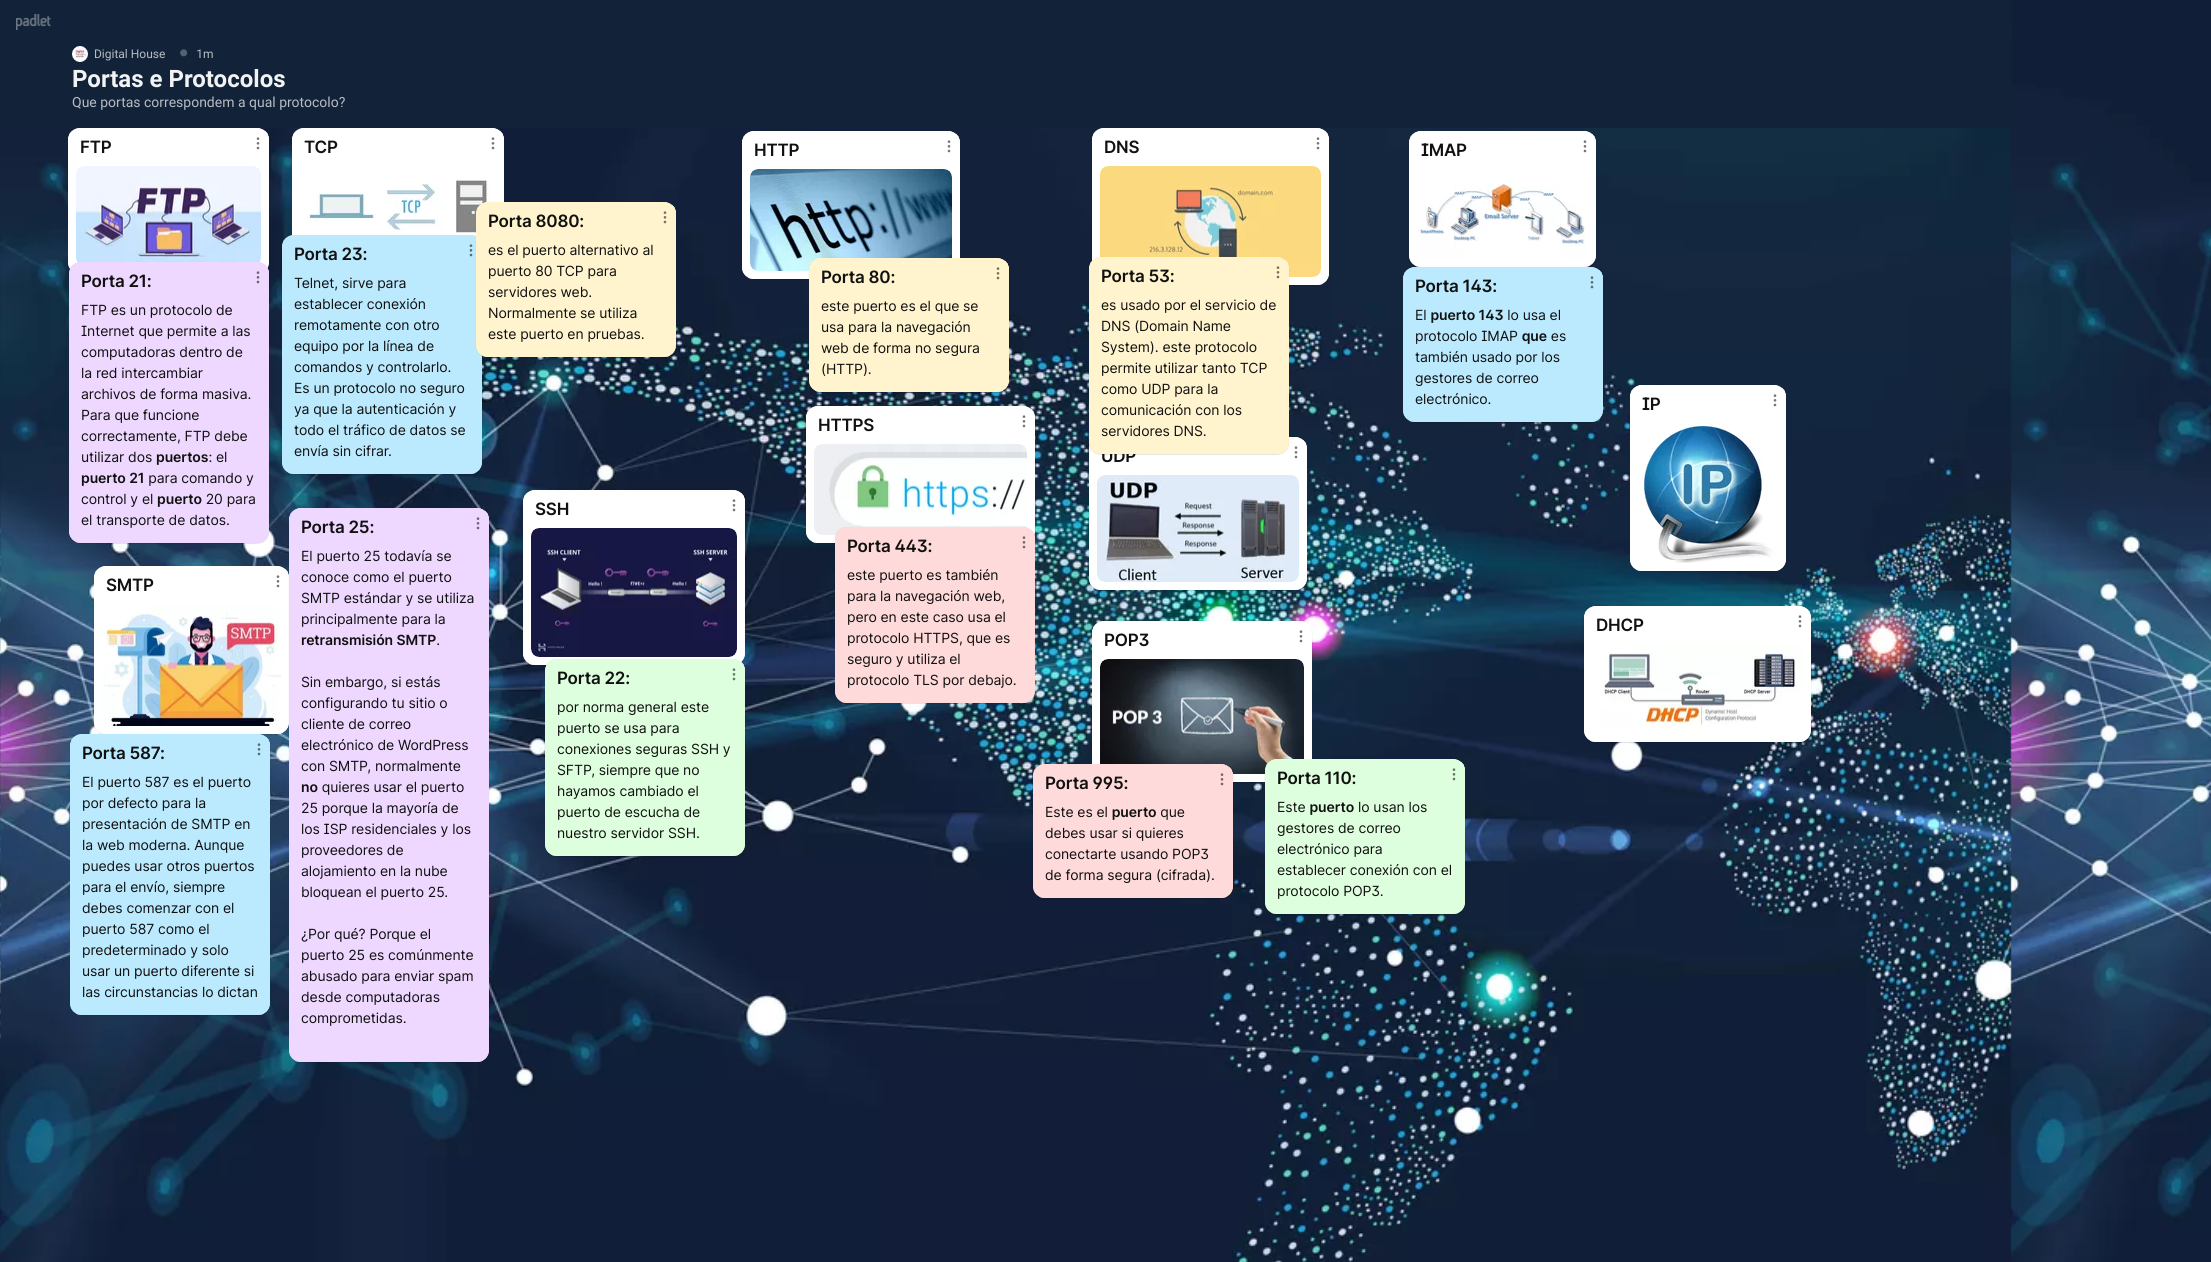 padlet
Digital House • 1m
Portas e Protocolos
Que portas correspondem a qual protocolo?
FTP
FTP
Porta 21:
FTP es un protocolo de
Internet que permite a las
computadoras dentro de
la red intercambiar
archivos de forma masiva.
Para que funcione
correctamente, FTP debe
utilizar dos puertos: el
puerto 21 para comando y
control y el puerto 20 para
el transporte de datos.
TCP
TCP
Porta 23:
Telnet, sirve para
establecer conexión
remotamente con otro
equipo por la línea de
comandos y controlarlo.
Es un protocolo no seguro
ya que la autenticación y
todo el tráfico de datos se
envía sin cifrar.
Porta 8080:
es el puerto alternativo al
puerto 80 TCP para
servidores web.
Normalmente se utiliza
este puerto en pruebas.
SMTP
SMTP
Porta 587:
El puerto 587 es el puerto
por defecto para la
presentación de SMTP en
la web moderna. Aunque
puedes usar otros puertos
para el envío, siempre
debes comenzar con el
puerto 587 como el
predeterminado y solo
usar un puerto diferente si
las circunstancias lo dictan
Porta 25:
El puerto 25 todavía se
conoce como el puerto
SMTP estándar y se utiliza
principalmente para la
retransmisión SMTP.
Sin embargo, si estás
configurando tu sitio o
cliente de correo
electrónico de WordPress
con SMTP, normalmente
no quieres usar el puerto
25 porque la mayoría de
los ISP residenciales y los
proveedores de
alojamiento en la nube
bloquean el puerto 25.
¿Por qué? Porque el
puerto 25 es comúnmente
abusado para enviar spam
desde computadoras
comprometidas.
SSH
SSH CLIENT
SSH SERVER
Hello !
Hello !
Porta 22:
por norma general este
puerto se usa para
conexiones seguras SSH y
SFTP, siempre que no
hayamos cambiado el
puerto de escucha de
nuestro servidor SSH.
HTTP
http://www
Porta 80:
este puerto es el que se
usa para la navegación
web de forma no segura
(HTTP).
HTTPS
https://
Porta 443:
este puerto es también
para la navegación web,
pero en este caso usa el
protocolo HTTPS, que es
seguro y utiliza el
protocolo TLS por debajo.
DNS
domain.com
216.3.128.12
Porta 53:
es usado por el servicio de
DNS (Domain Name
System). este protocolo
permite utilizar tanto TCP
como UDP para la
comunicación con los
servidores DNS.
UDP
UDP
Request
Response
Response
Client
Server
POP3
POP 3
Porta 995:
Este es el puerto que
debes usar si quieres
conectarte usando POP3
de forma segura (cifrada).
Porta 110:
Este puerto lo usan los
gestores de correo
electrónico para
establecer conexión con el
protocolo POP3.
IMAP
IMAP
IMAP
IMAP
IMAP
Email Server
Smartphone
Desktop PC
Tablet
Desktop PC
Porta 143:
El puerto 143 lo usa el
protocolo IMAP que es
también usado por los
gestores de correo
electrónico.
IP
IP
DHCP
DHCP Client
Router
DHCP Server
DHCP
Dynamic Host
Configuration Protocol